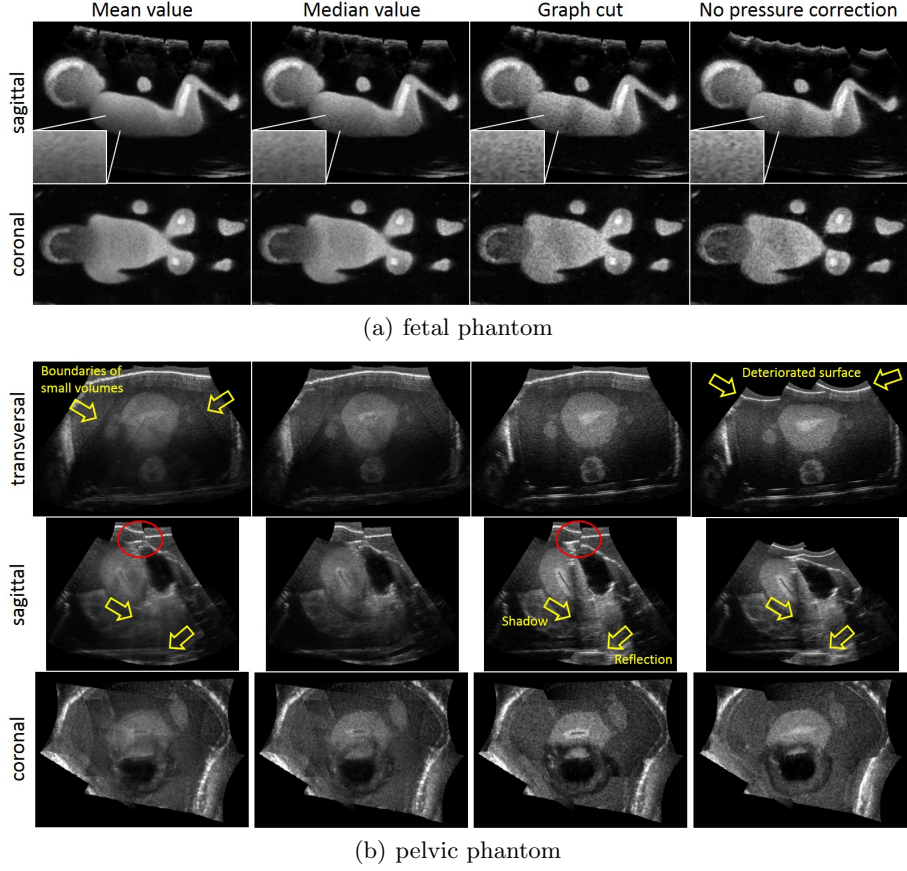 Mean value
Median value
Graph cut
No pressure correction
sagittal
coronal
(a) fetal phantom
transversal
Boundaries of
small volumes
Deteriorated surface
sagittal
Shadow
Reflection
coronal
(b) pelvic phantom